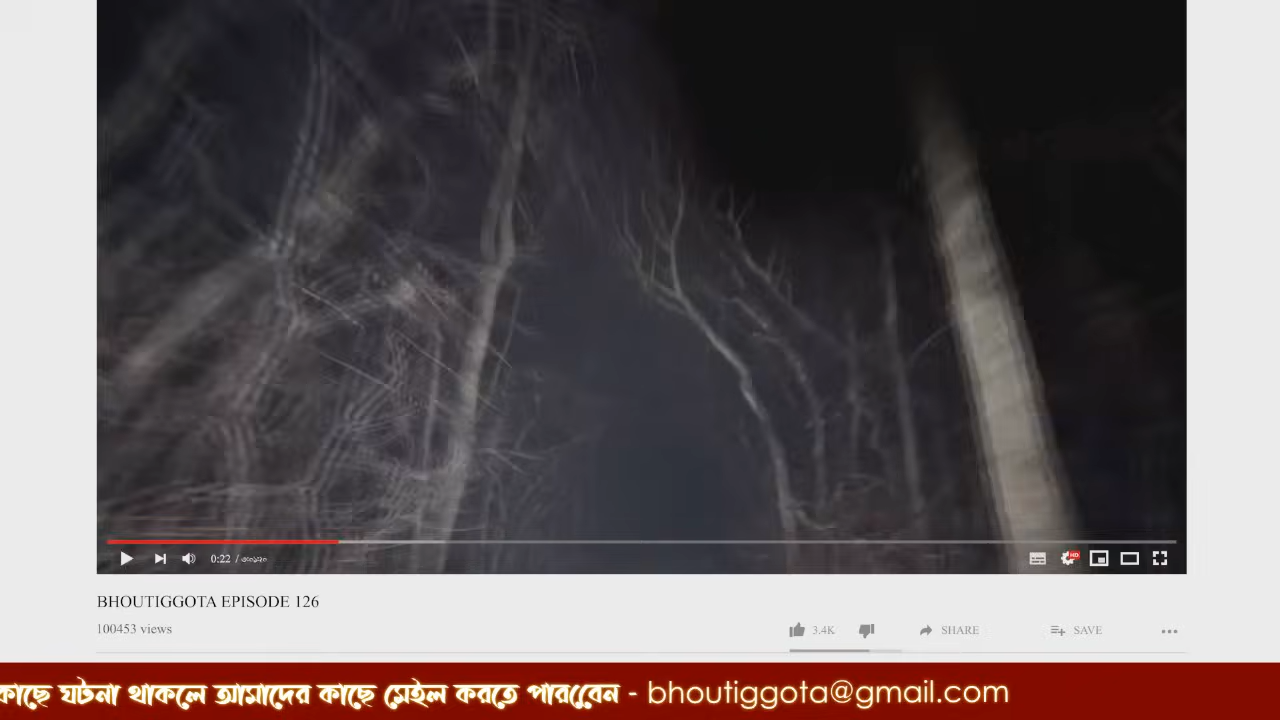 0:22 /
BHOUTIGGOTA EPISODE 126
100453 views
3.4K
SHARE
SAVE
HD
কাছে ঘটনা থাকলে আমাদের কাছে মেইল করতে পারবেন - bhoutiggota@gmail.com